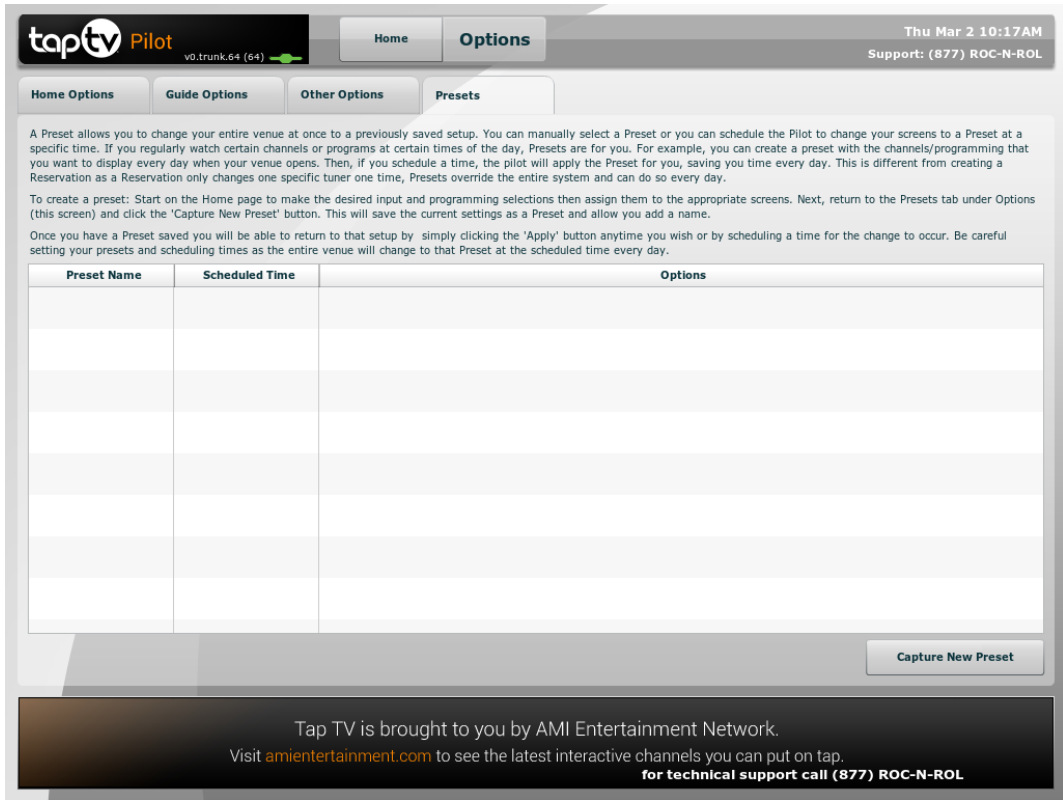 taptv Pilot
v0.trunk.64 (64)
Home
Options
Thu Mar 2 10:17AM
Support: (877) ROC-N-ROL
Home Options
Guide Options
Other Options
Presets
A Preset allows you to change your entire venue at once to a previously saved setup. You can manually select a Preset or you can schedule the Pilot to change your screens to a Preset at a
specific time. If you regularly watch certain channels or programs at certain times of the day, Presets are for you. For example, you can create a preset with the channels/programming that
you want to display every day when your venue opens. Then, if you schedule a time, the pilot will apply the Preset for you, saving you time every day. This is different from creating a
Reservation as a Reservation only changes one specific tuner one time, Presets override the entire system and can do so every day.
To create a preset: Start on the Home page to make the desired input and programming selections then assign them to the appropriate screens. Next, return to the Presets tab under Options
(this screen) and click the 'Capture New Preset' button. This will save the current settings as a Preset and allow you add a name.
Once you have a Preset saved you will be able to return to that setup by simply clicking the 'Apply' button anytime you wish or by scheduling a time for the change to occur. Be careful
setting your presets and scheduling times as the entire venue will change to that Preset at the scheduled time every day.
Preset Name
Scheduled Time
Options
Capture New Preset
Tap TV is brought to you by AMI Entertainment Network.
Visit amientertainment.com to see the latest interactive channels you can put on tap.
for technical support call (877) ROC-N-ROL